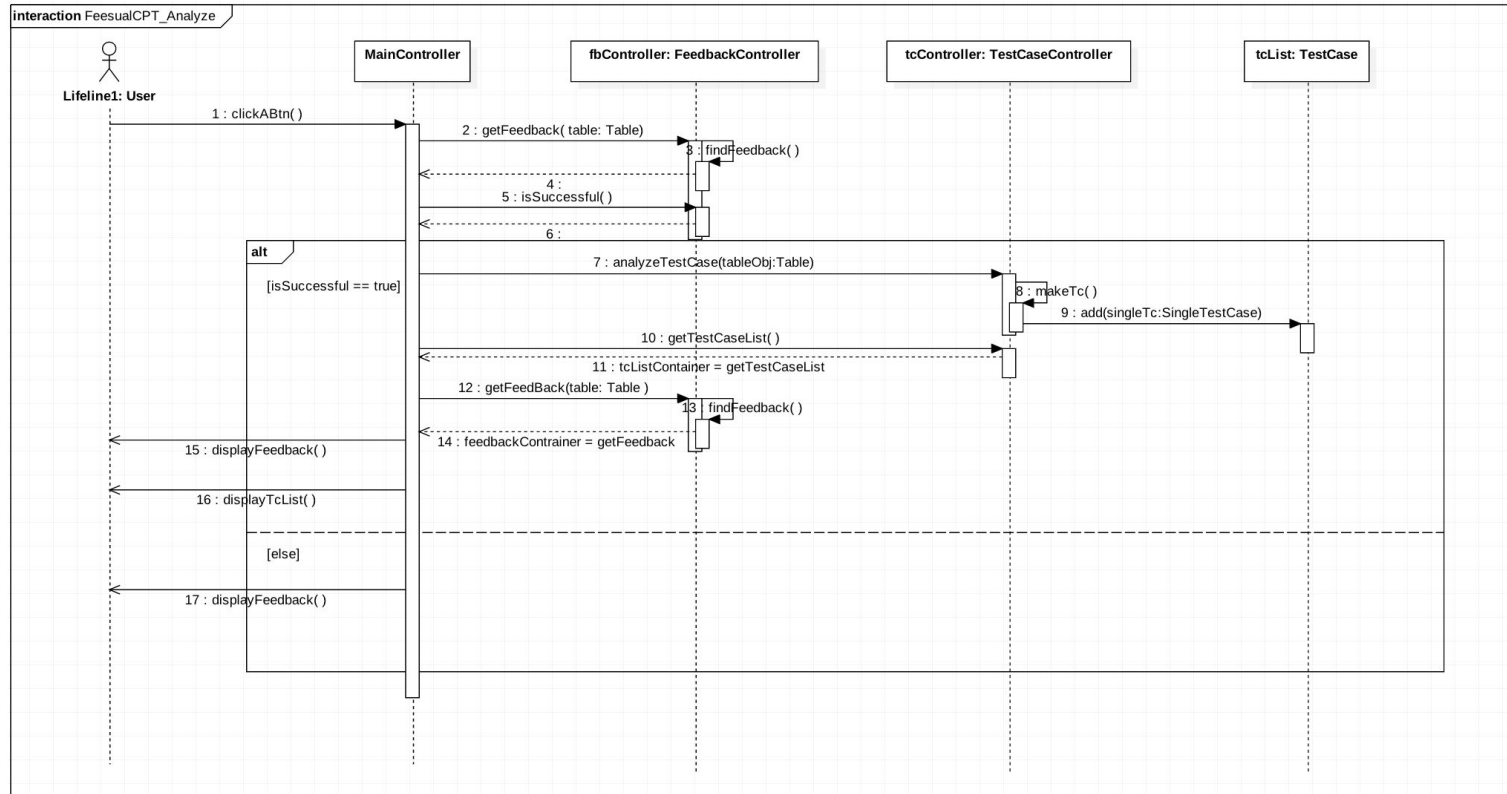 interaction FeesualCPT_Analyze
MainController
fbController: FeedbackController
tcController: TestCaseController
tcList: TestCase
Lifeline1: User
1 : clickABtn( )
2 : getFeedback( table: Table)
3 : findFeedback( )
4 :
5 : isSuccessful( )
6 :
alt
7 : analyzeTestCase(tableObj:Table)
[isSuccessful == true]
8 : makeTc( )
9 : add(singleTc:SingleTestCase)
10 : getTestCaseList( )
11 : tcListContainer = getTestCaseList
12 : getFeedBack(table: Table )
13 : findFeedback( )
14 : feedbackContrainer = getFeedback
15 : displayFeedback( )
16 : displayTcList( )
[else]
17 : displayFeedback( )